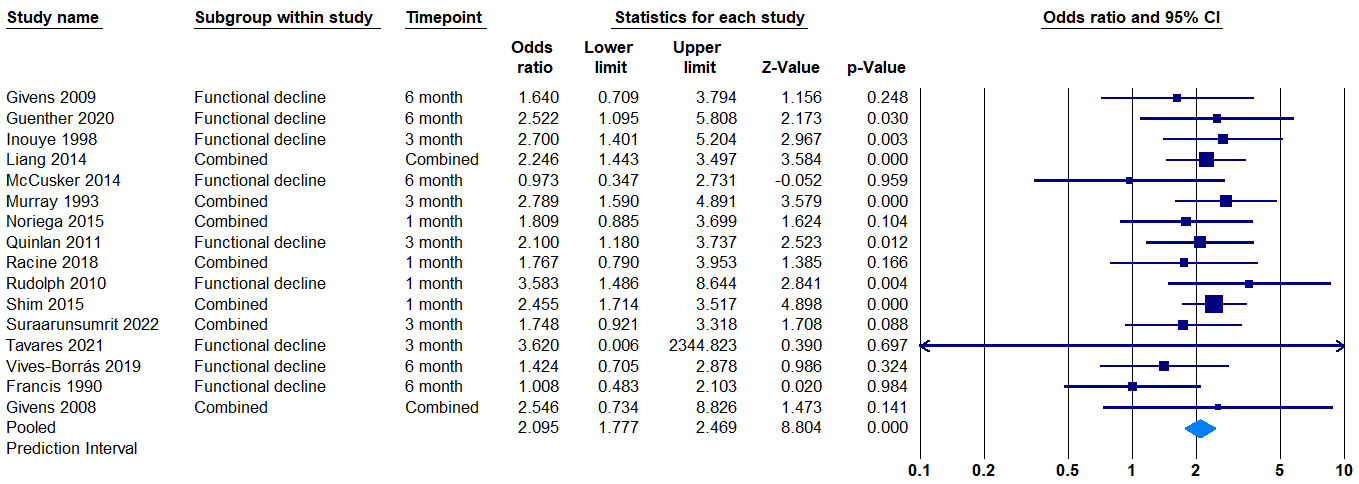 Study name Subgroup within study Timepoint Statistics for each study Odds ratio and 95% CI
Odds Lower Upper
ratio limit limit Z-Value p-Value
Givens 2009 Functional decline 6 month 1.640 0.709 3.794 1.156 0.248
Guenther 2020 Functional decline 6 month 2.522 1.095 5.808 2.173 0.030
Inouye 1998 Functional decline 3 month 2.700 1.401 5.204 2.967 0.003
Liang 2014 Combined Combined 2.246 1.443 3.497 3.584 0.000
McCusker 2014 Functional decline 6 month 0.973 0.347 2.731 -0.052 0.959
Murray 1993 Combined 3 month 2.789 1.590 4.891 3.579 0.000
Noriega 2015 Combined 1 month 1.809 0.885 3.699 1.624 0.104
Quinlan 2011 Functional decline 3 month 2.100 1.180 3.737 2.523 0.012
Racine 2018 Combined 1 month 1.767 0.790 3.953 1.385 0.166
Rudolph 2010 Functional decline 1 month 3.583 1.486 8.644 2.841 0.004
Shim 2015 Combined 1 month 2.455 1.714 3.517 4.898 0.000
Suraarunsumrit 2022 Combined 3 month 1.748 0.921 3.318 1.708 0.088
Tavares 2021 Functional decline 3 month 3.620 0.006 2344.823 0.390 0.697
Vives-Borrás 2019 Functional decline 6 month 1.424 0.705 2.878 0.986 0.324
Francis 1990 Functional decline 6 month 1.008 0.483 2.103 0.020 0.984
Givens 2008 Combined Combined 2.546 0.734 8.826 1.473 0.141
Pooled 2.095 1.777 2.469 8.804 0.000
Prediction Interval
0.1 0.2 0.5 1 2 5 10